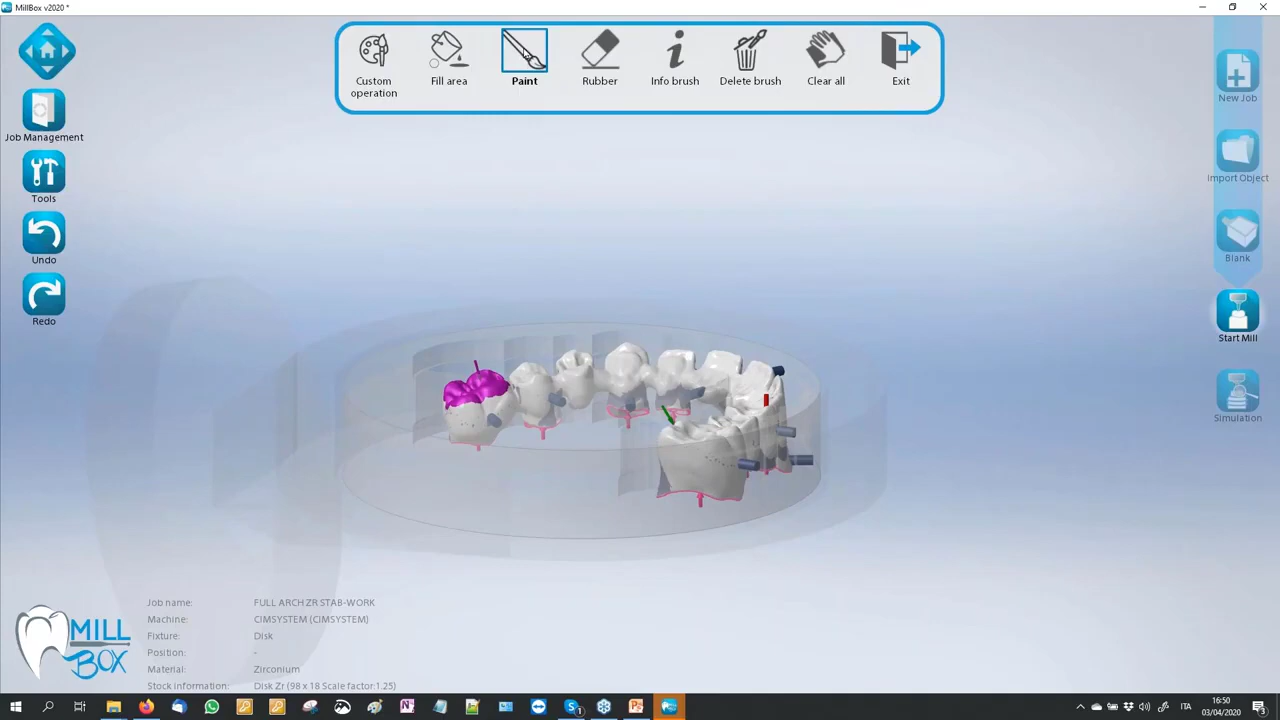 MillBox v2020 *
Custom operation
Fill area
Paint
Rubber
Info brush
Delete brush
Clear all
Exit
Job Management
Tools
Undo
Redo
New Job
Import Object
Blank
Start Mill
Simulation
MILL
BOX
Job name: FULL ARCH ZR STAB-WORK
Machine: CIMSYSTEM (CIMSYSTEM)
Fixture: Disk
Position: -
Material: Zirconium
Stock information: Disk Zr (98 x 18 Scale factor:1.25)
ITA
16:50
03/04/2020